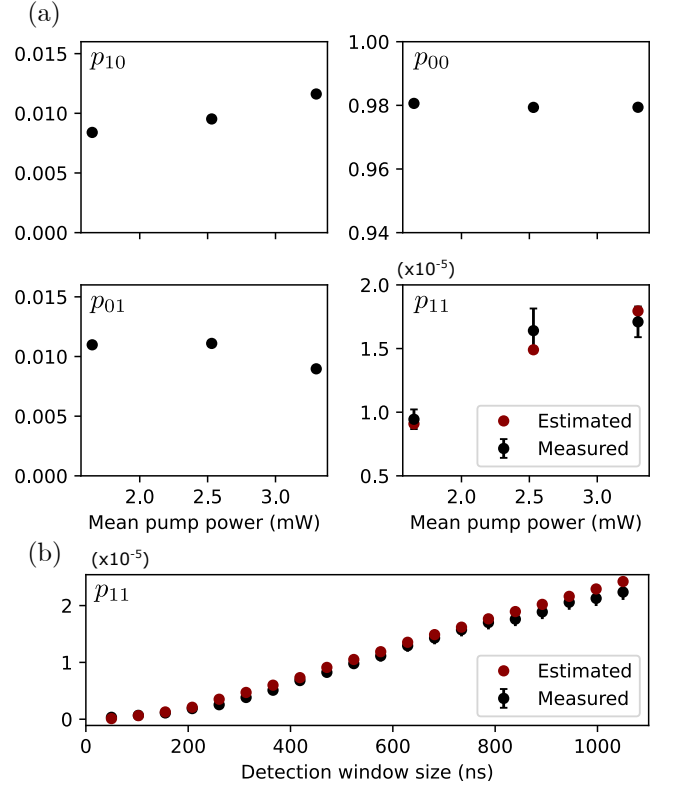 (a)
0.015
0.010
0.005
0.000
p10
1.00
0.98
0.96
0.94
p00
0.015
0.010
0.005
0.000
p01
2.0
2.5
3.0
Mean pump power (mW)
(x10-5)
2.0
1.5
1.0
0.5
p11
Estimated
Measured
2.0
2.5
3.0
Mean pump power (mW)
(b)
(x10-5)
2
1
0
p11
Estimated
Measured
0
200
400
600
800
1000
Detection window size (ns)